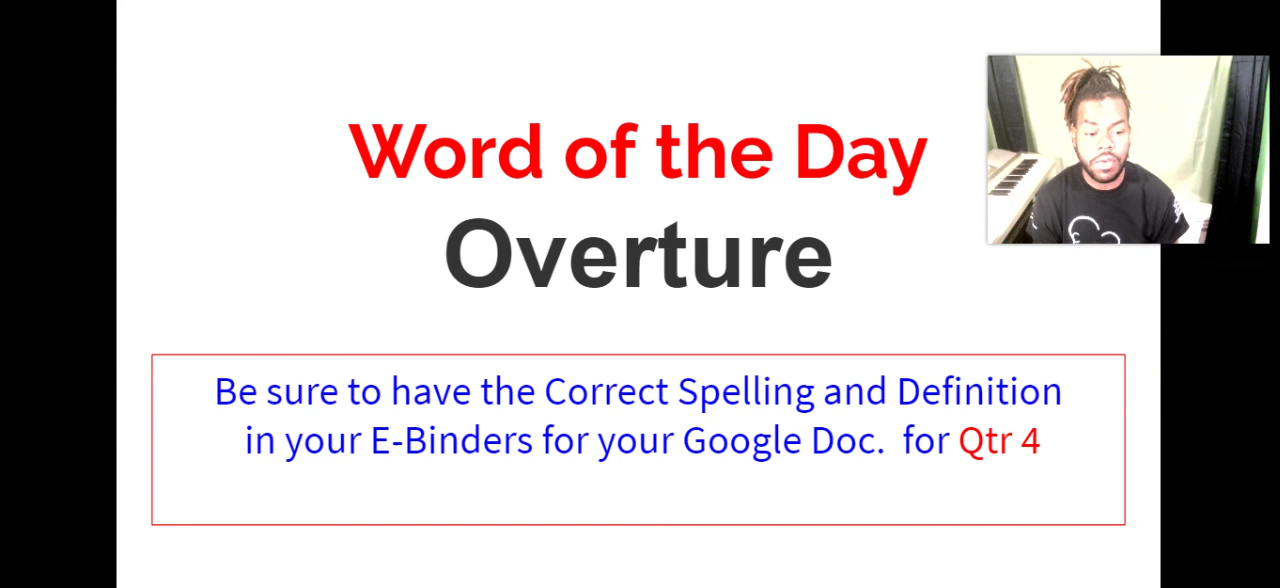 Word of the Day
Overture
Be sure to have the Correct Spelling and Definition
in your E-Binders for your Google Doc.  for Qtr 4